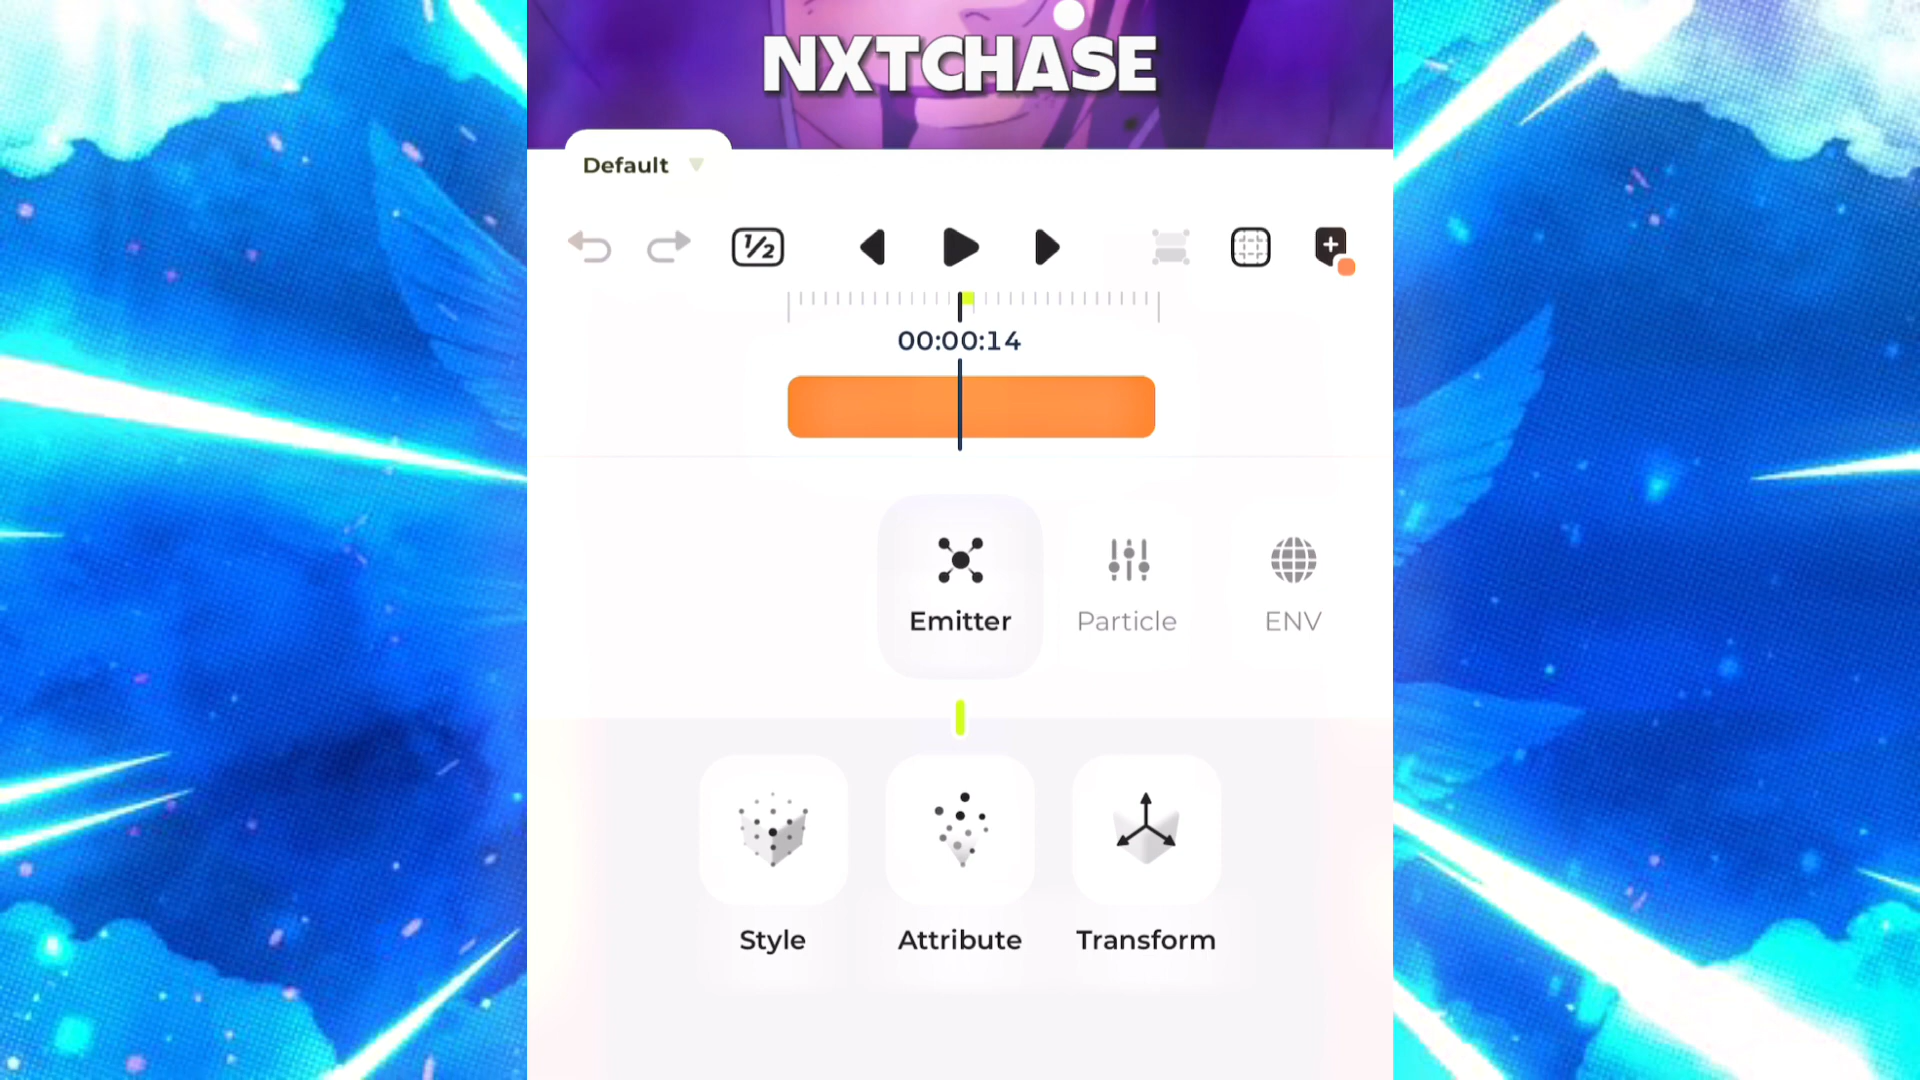 NXTCHASE
Default
1/2
00:00:14
Emitter
Particle
ENV
Style
Attribute
Transform